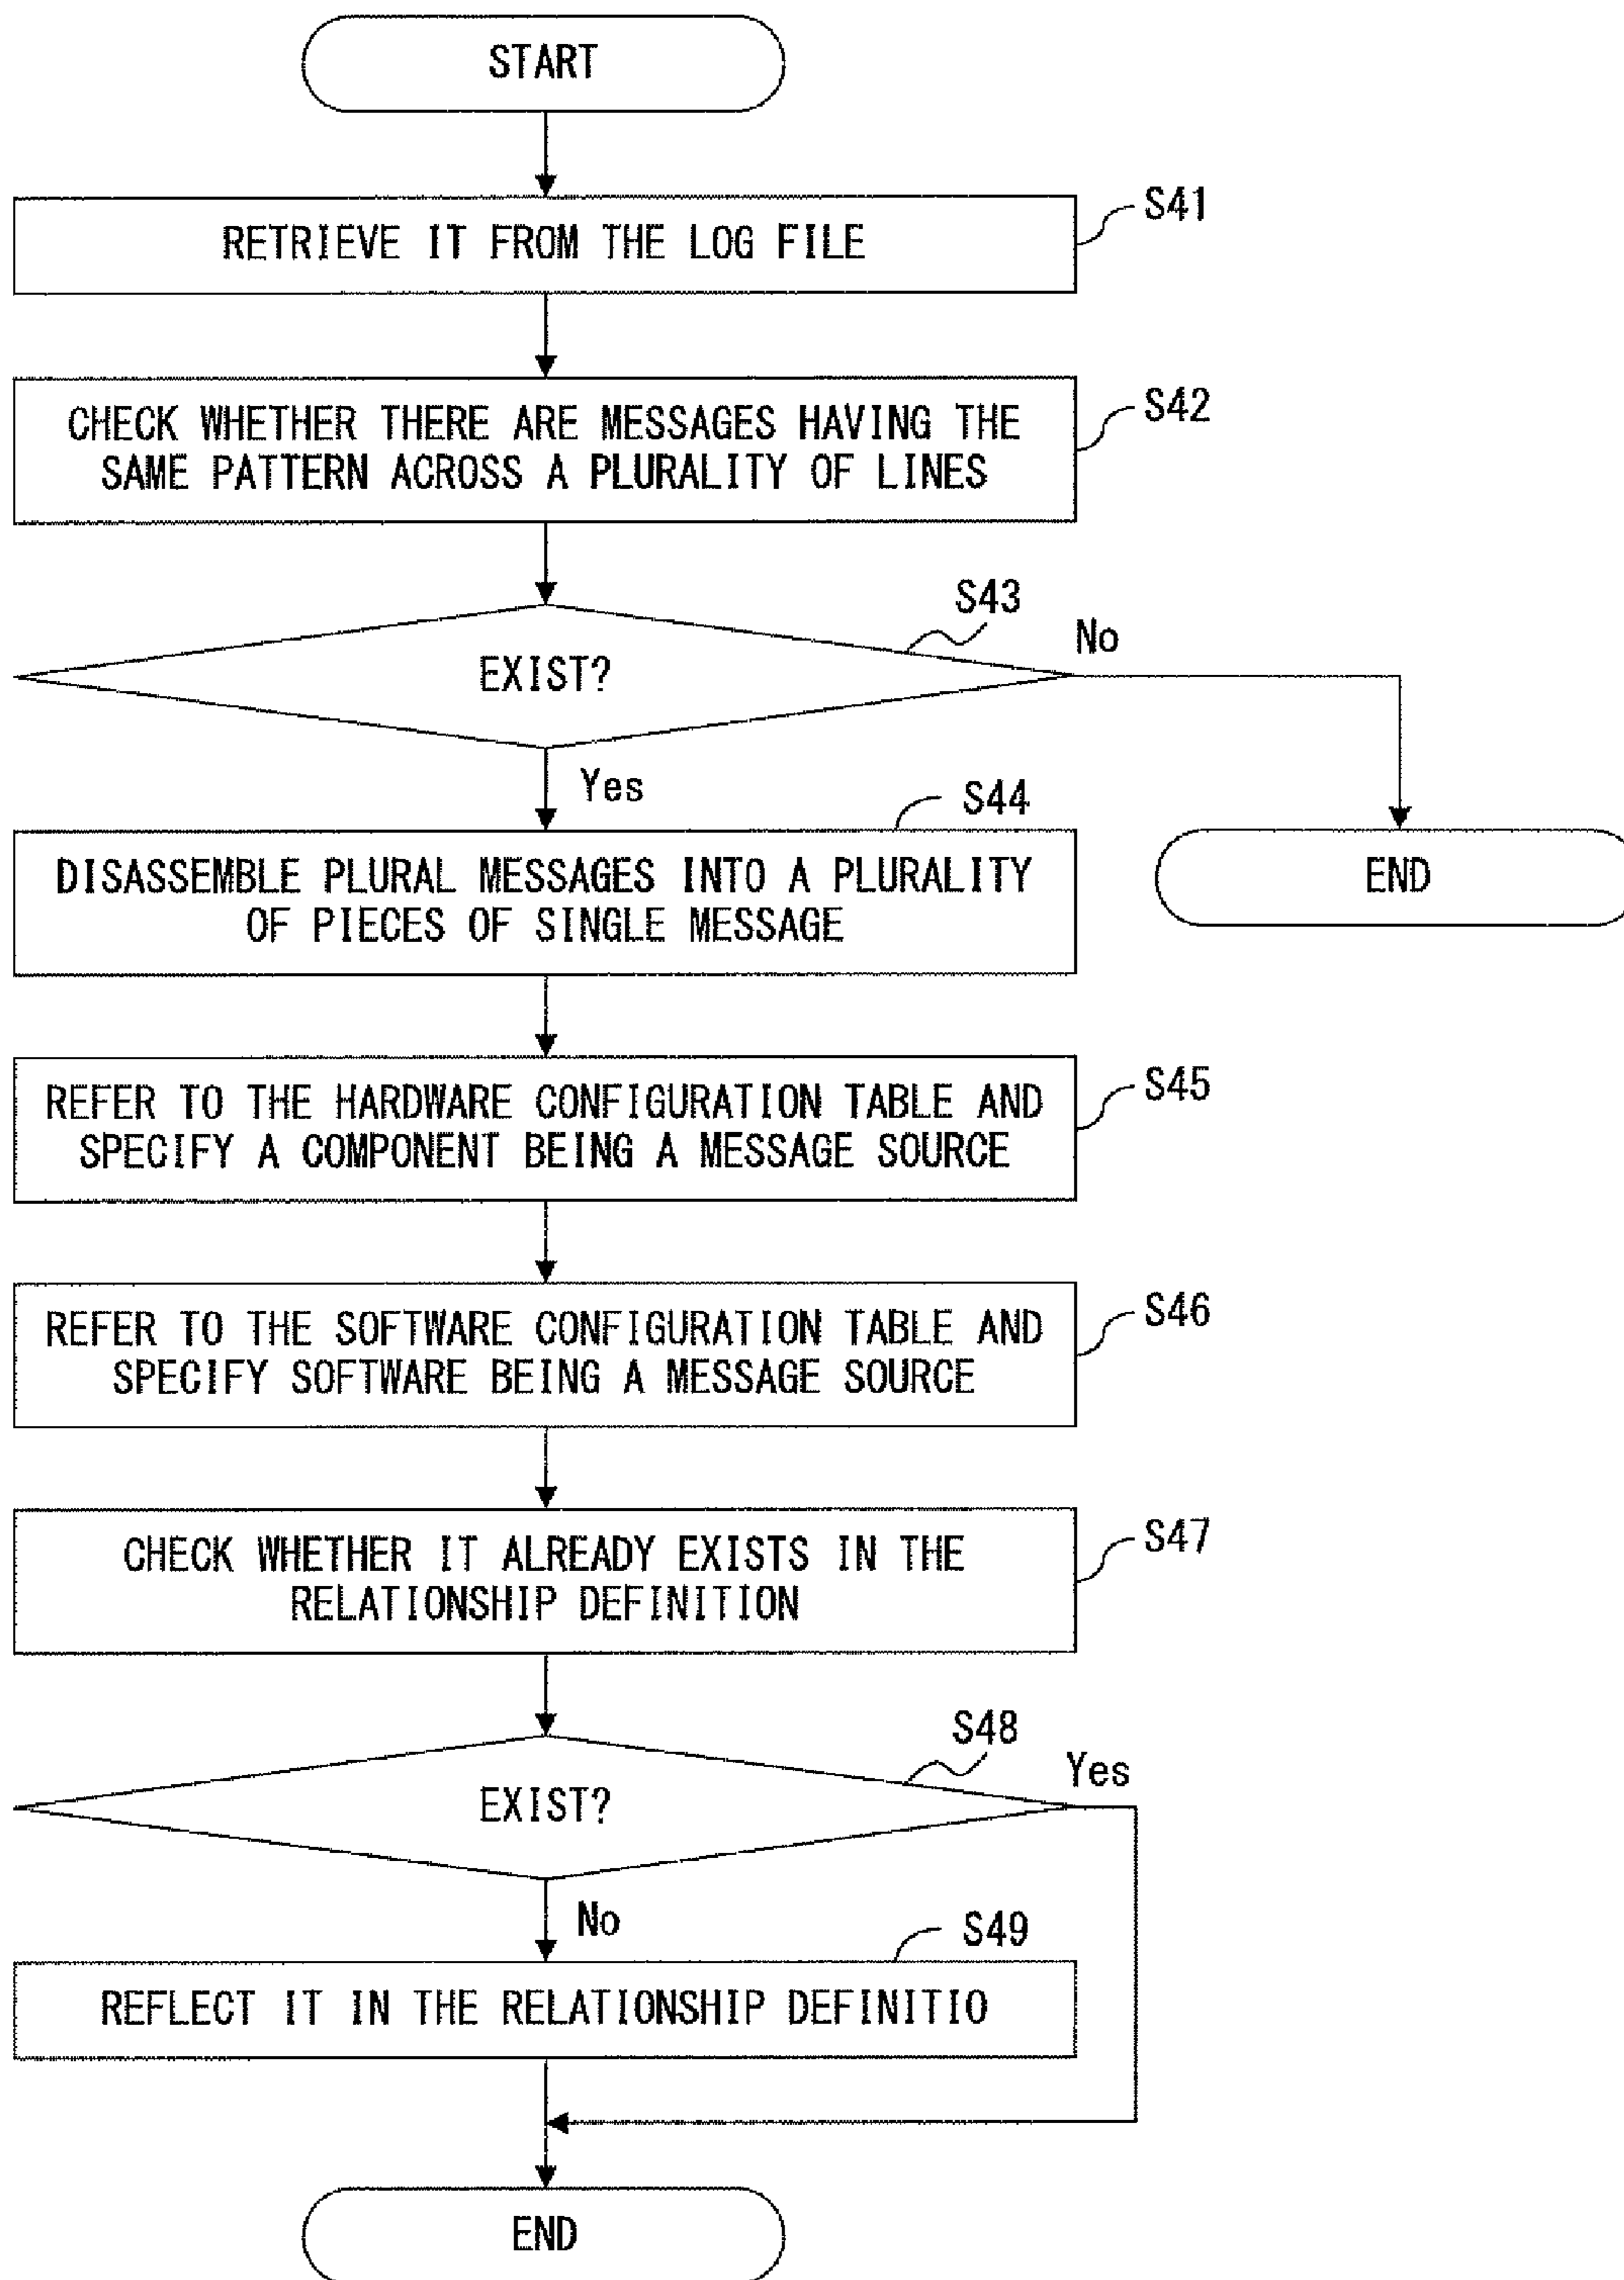 START
S41
RETRIEVE IT FROM THE LOG FILE
S42
CHECK WHETHER THERE ARE MESSAGES HAVING THE
SAME PATTERN ACROSS A PLURALITY OF LINES
S43
No
EXIST?
Yes
S44
DISASSEMBLE PLURAL MESSAGES INTO A PLURALITY
OF PIECES OF SINGLE MESSAGE
END
S45
REFER TO THE HARDWARE CONFIGURATION TABLE AND
SPECIFY A COMPONENT BEING A MESSAGE SOURCE
S46
REFER TO THE SOFTWARE CONFIGURATION TABLE AND
SPECIFY SOFTWARE BEING A MESSAGE SOURCE
S47
CHECK WHETHER IT ALREADY EXISTS IN THE
RELATIONSHIP DEFINITION
S48
Yes
EXIST?
No
S49
REFLECT IT IN THE RELATIONSHIP DEFINITIO
END